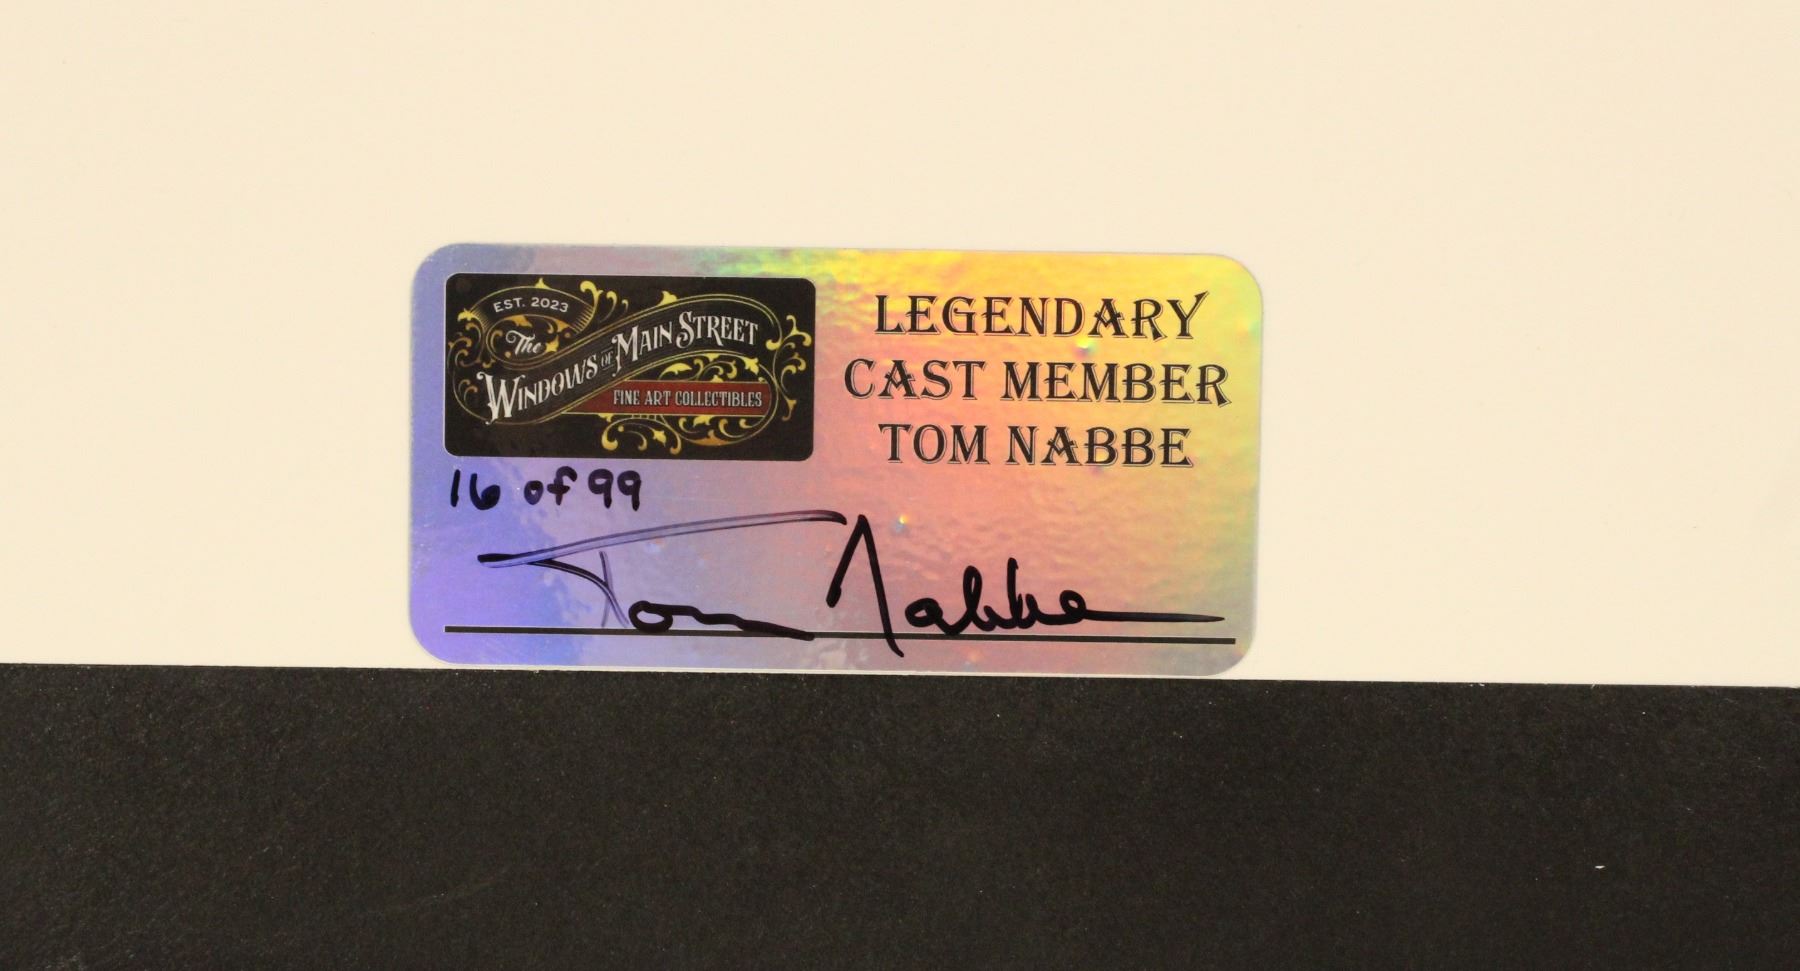 EST. 2023
The
WINDOWS OF MAIN STREET
FINE ART COLLECTIBLES
LEGENDARY
CAST MEMBER
TOM NABBE
16 of 99
Tom Nabbe